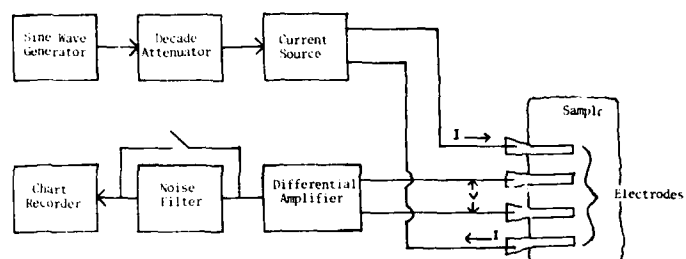 Sine Wave
Generator
Decade
Attenuator
Current
Source
Sample
I
Electrodes
V
I
Chart
Recorder
Noise
Filter
Differential
Amplifier